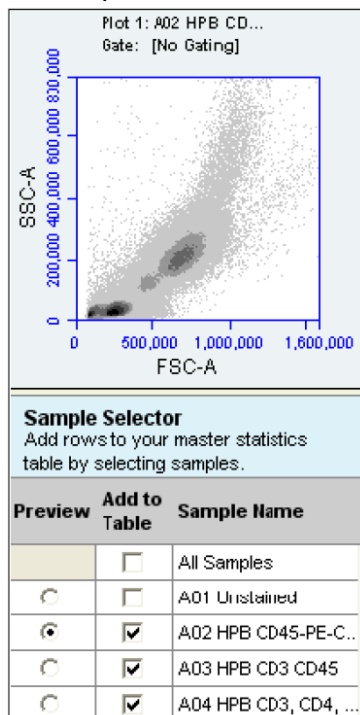 Plot 1: A02 HPB CD...
Gate: [No Gating]
SSC-A
0 200,000 400,000 600,000 800,000
0 500,000 1,000,000 1,600,000
FSC-A
Sample Selector
Add rows to your master statistics
table by selecting samples.
Preview Add to Table Sample Name
All Samples
A01 Unstained
A02 HPB CD45-PE-C...
A03 HPB CD3 CD45
A04 HPB CD3, CD4, ...